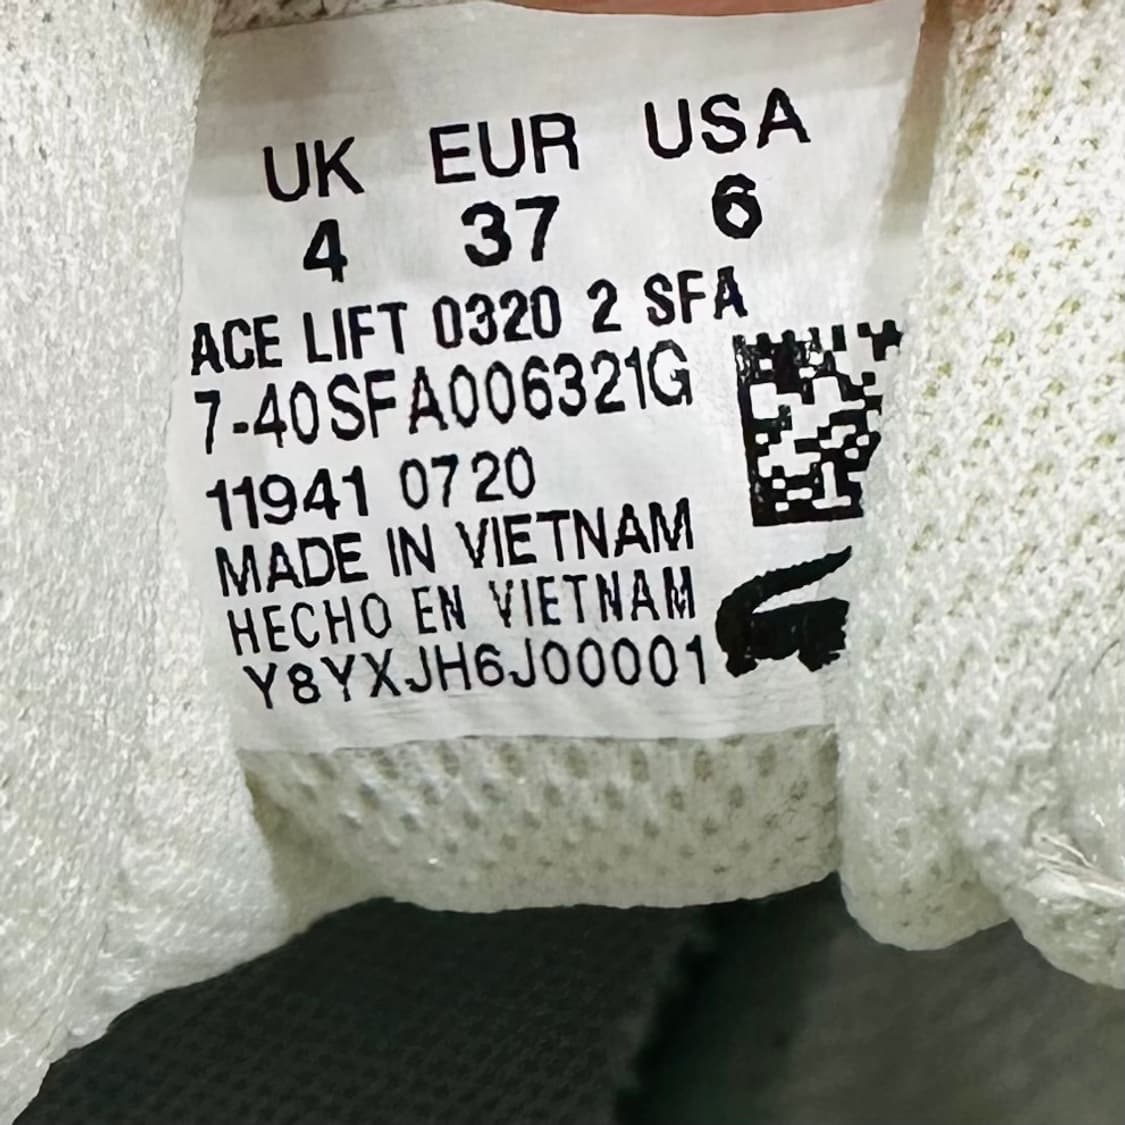 UK EUR USA
4 37 6
ACE LIFT 0320 2 SFA
7-40SFA006321G
11941 0720
MADE IN VIETNAM
HECHO EN VIETNAM
Y8YXJH6J00001